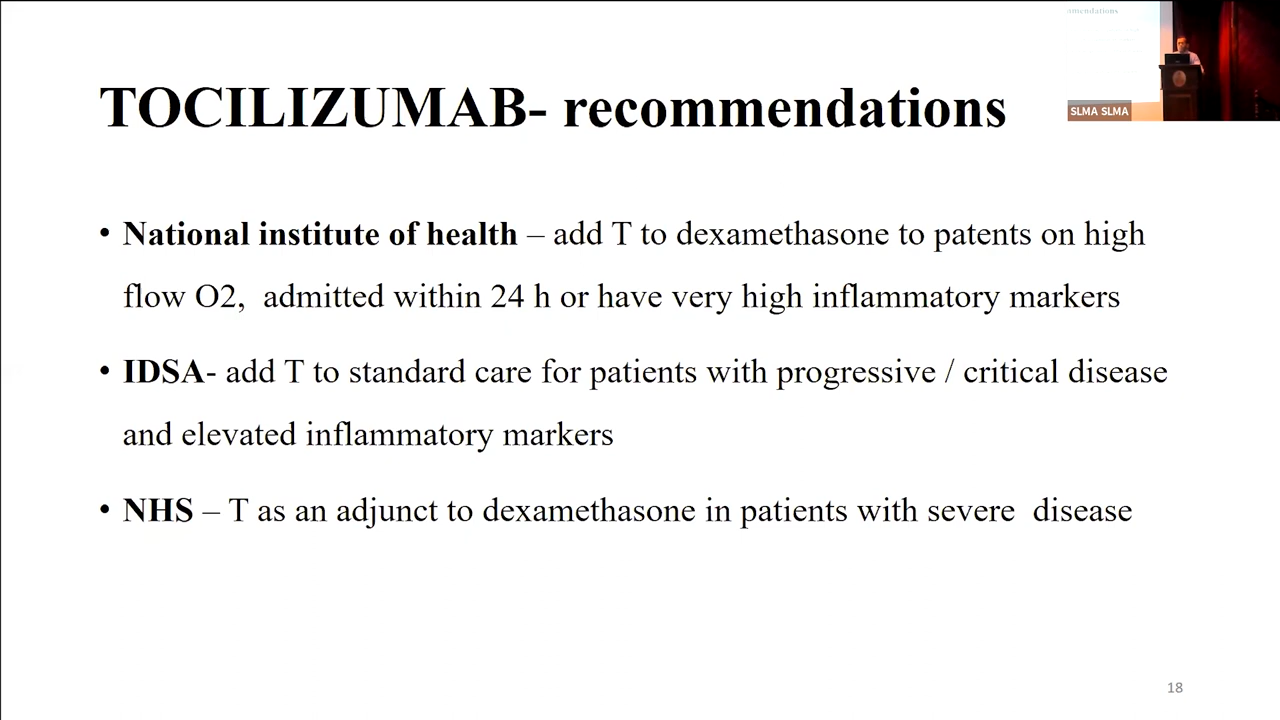 amendations
TOCILIZUMAB- recommendations
SLMA SLMA
• National institute of health – add T to dexamethasone to patents on high
flow O2,  admitted within 24 h or have very high inflammatory markers
• IDSA- add T to standard care for patients with progressive / critical disease
and elevated inflammatory markers
• NHS – T as an adjunct to dexamethasone in patients with severe  disease
18